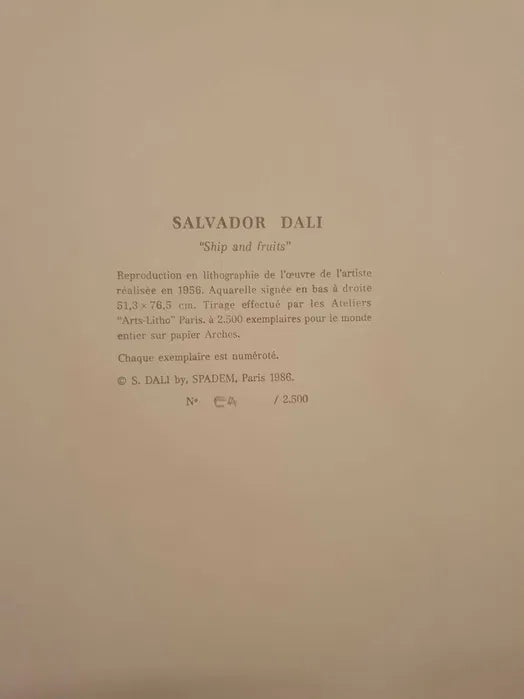 SALVADOR DALI
"Ship and fruits"
Reproduction en lithographie de l'œuvre de l'artiste
réalisée en 1956. Aquarelle signée en bas à droite
51,3 × 76,5 cm. Tirage effectué par les Ateliers
"Arts-Litho" Paris. à 2.500 exemplaires pour le monde
entier sur papier Arches.
Chaque exemplaire est numéroté.
© S. DALI by, SPADEM, Paris 1986.
Nº / 2.500